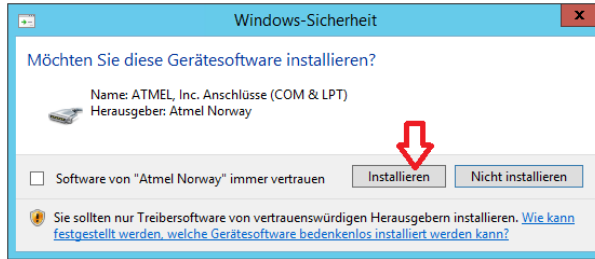 Windows-Sicherheit
x
Möchten Sie diese Gerätesoftware installieren?
Name: ATMEL, Inc. Anschlüsse (COM & LPT)
Herausgeber: Atmel Norway
Software von "Atmel Norway" immer vertrauen
Installieren
Nicht installieren
Sie sollten nur Treibersoftware von vertrauenswürdigen Herausgebern installieren. Wie kann
festgestellt werden, welche Gerätesoftware bedenkenlos installiert werden kann?